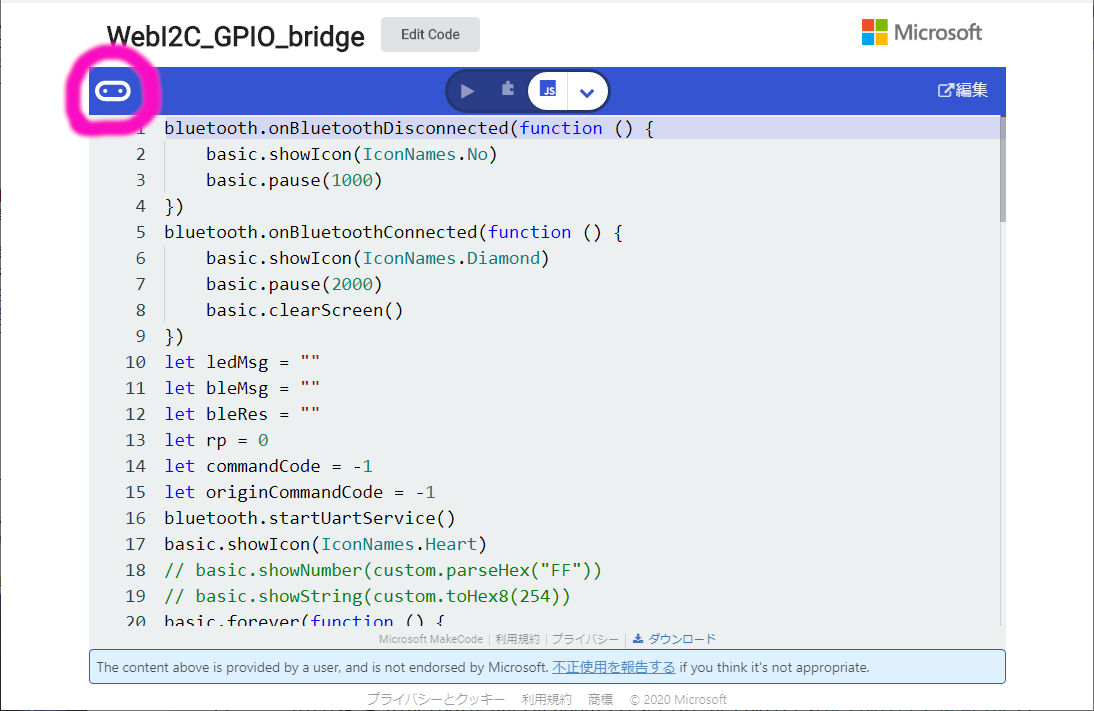 WebI2C_GPIO_bridge Edit Code Microsoft
JS 編集
1 bluetooth.onBluetoothDisconnected(function () {
2 basic.showIcon(IconNames.No)
3 basic.pause(1000)
4 })
5 bluetooth.onBluetoothConnected(function () {
6 basic.showIcon(IconNames.Diamond)
7 basic.pause(2000)
8 basic.clearScreen()
9 })
10 let ledMsg = ""
11 let bleMsg = ""
12 let bleRes = ""
13 let rp = 0
14 let commandCode = -1
15 let originCommandCode = -1
16 bluetooth.startUartService()
17 basic.showIcon(IconNames.Heart)
18 // basic.showNumber(custom.parseHex("FF"))
19 // basic.showString(custom.toHex8(254))
20 basic.forever(function () {
Microsoft MakeCode | 利用規約 | プライバシー | ダウンロード
The content above is provided by a user, and is not endorsed by Microsoft. 不正使用を報告する if you think it's not appropriate.
プライバシーとクッキー 利用規約 商標 © 2020 Microsoft